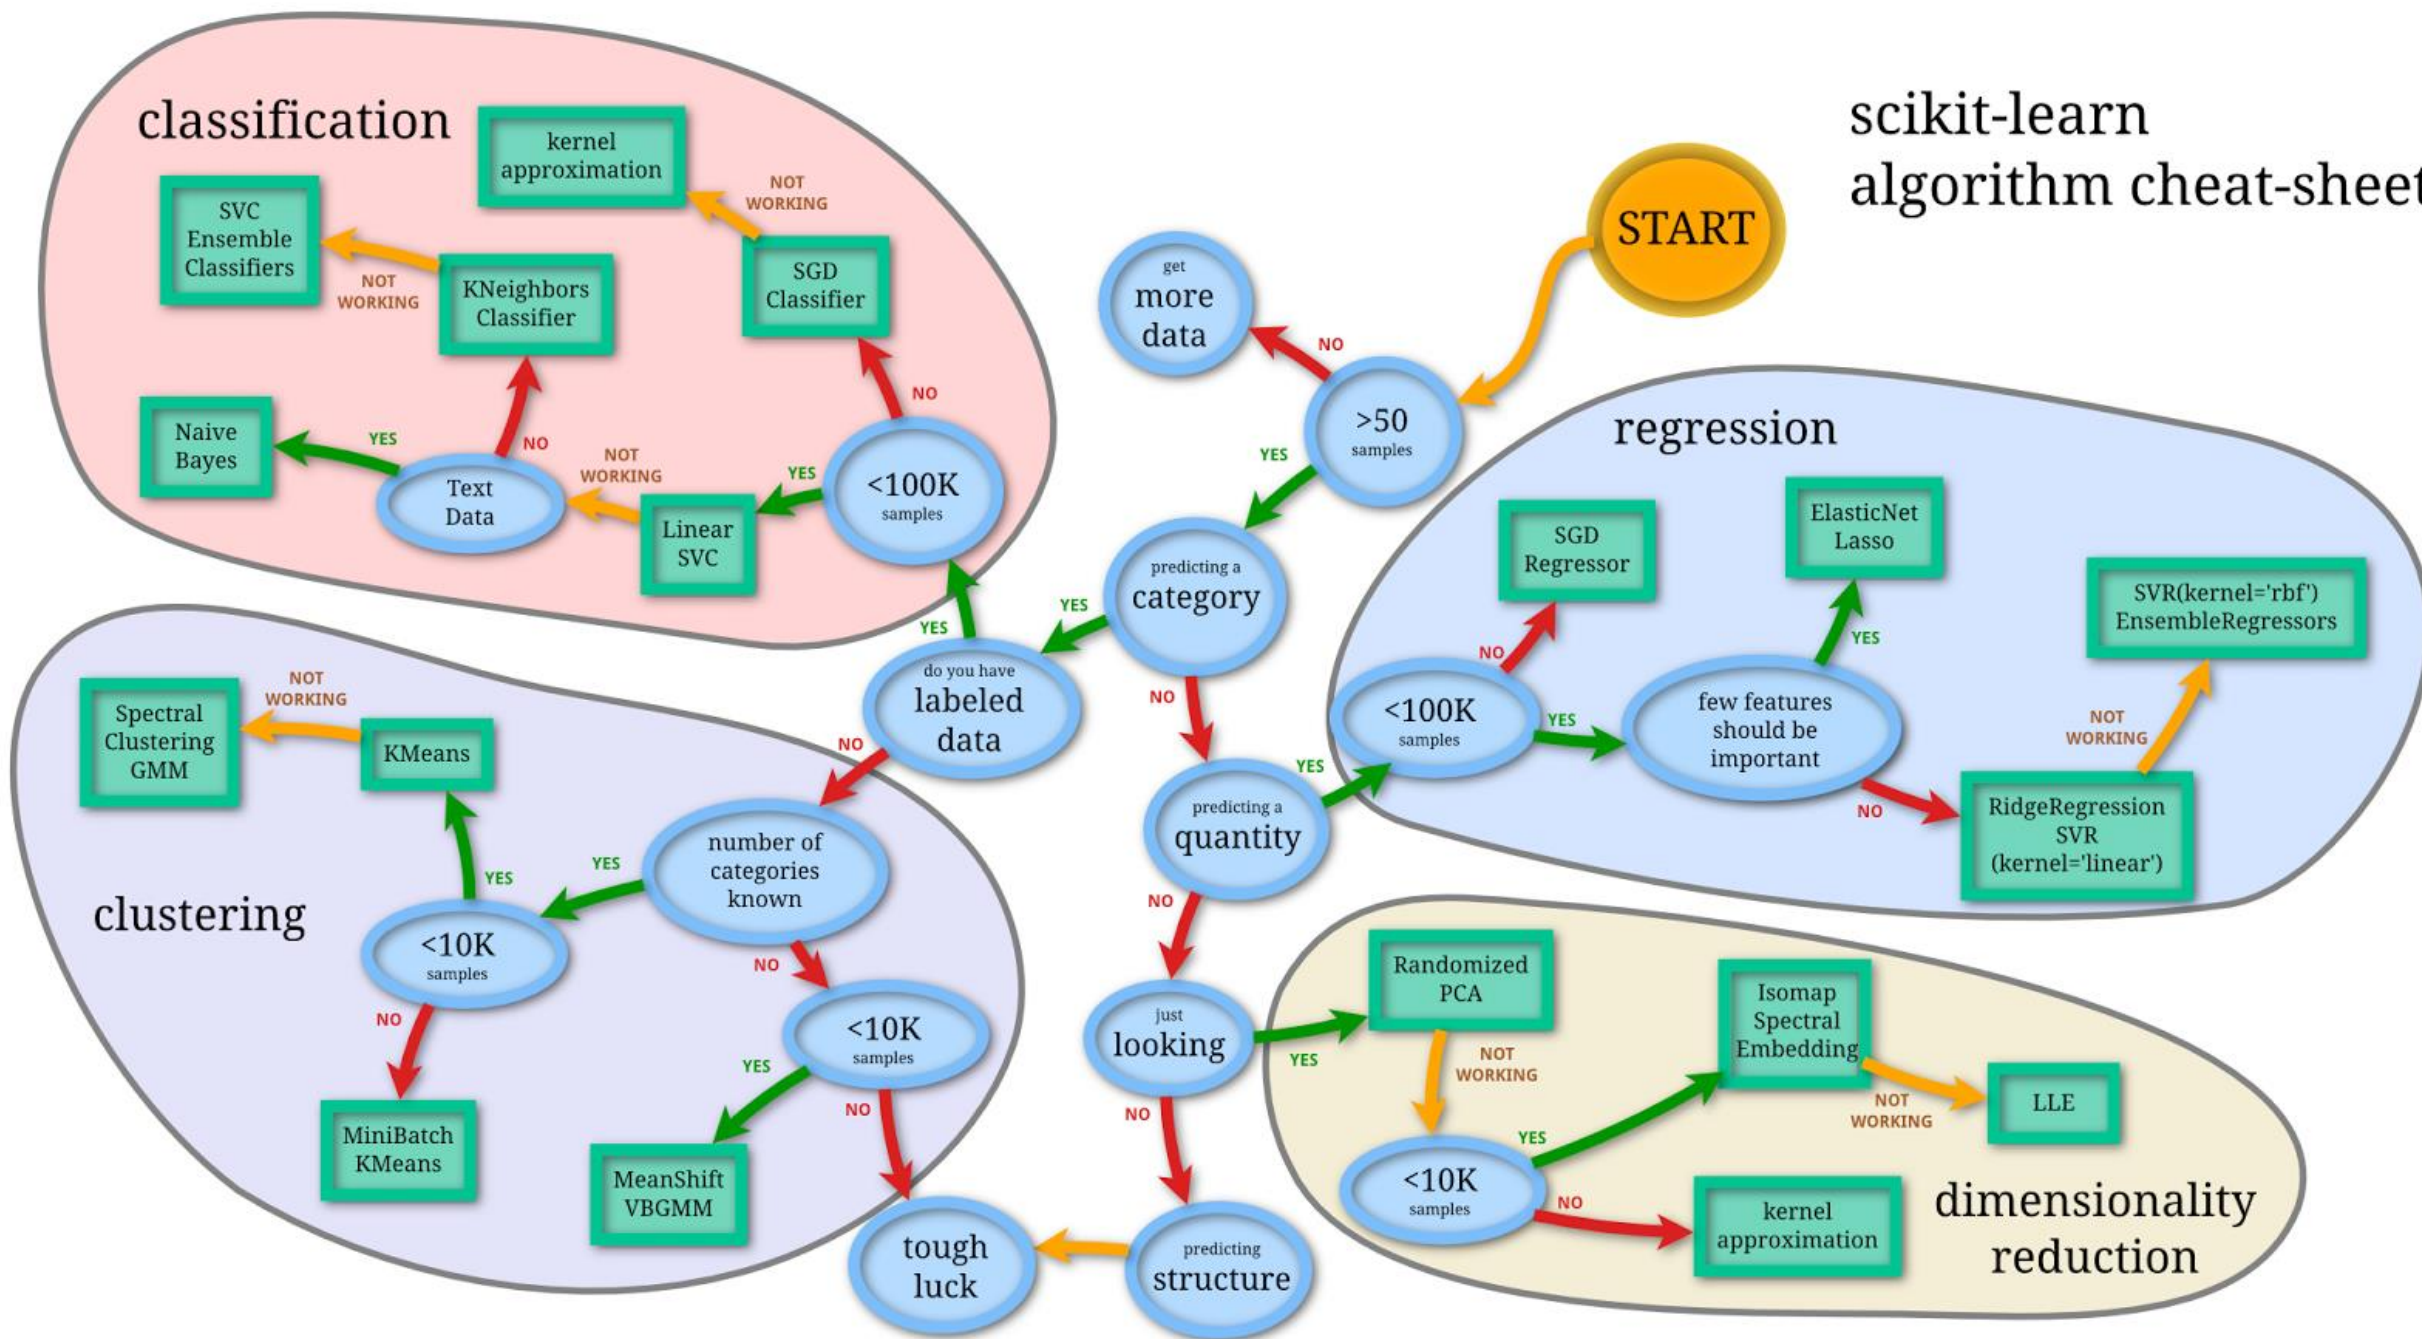 scikit-learn
algorithm cheat-sheet
START
classification
kernel
approximation
NOT
WORKING
SVC
Ensemble
Classifiers
NOT
WORKING
KNeighbors
Classifier
SGD
Classifier
Naive
Bayes
YES
NO
Text
Data
NOT
WORKING
Linear
SVC
YES
NO
<100K
samples
get
more
data
NO
>50
samples
YES
predicting a
category
YES
NO
do you have
labeled
data
YES
NO
predicting a
quantity
YES
NO
just
looking
YES
NO
predicting
structure
tough
luck
regression
SGD
Regressor
ElasticNet
Lasso
SVR(kernel='rbf')
EnsembleRegressors
NO
YES
<100K
samples
YES
few features
should be
important
NOT
WORKING
NO
RidgeRegression
SVR
(kernel='linear')
clustering
Spectral
Clustering
GMM
NOT
WORKING
KMeans
number of
categories
known
YES
YES
<10K
samples
NO
NO
<10K
samples
YES
NO
MiniBatch
KMeans
MeanShift
VBGMM
Randomized
PCA
NOT
WORKING
Isomap
Spectral
Embedding
NOT
WORKING
LLE
YES
<10K
samples
NO
kernel
approximation
dimensionality
reduction